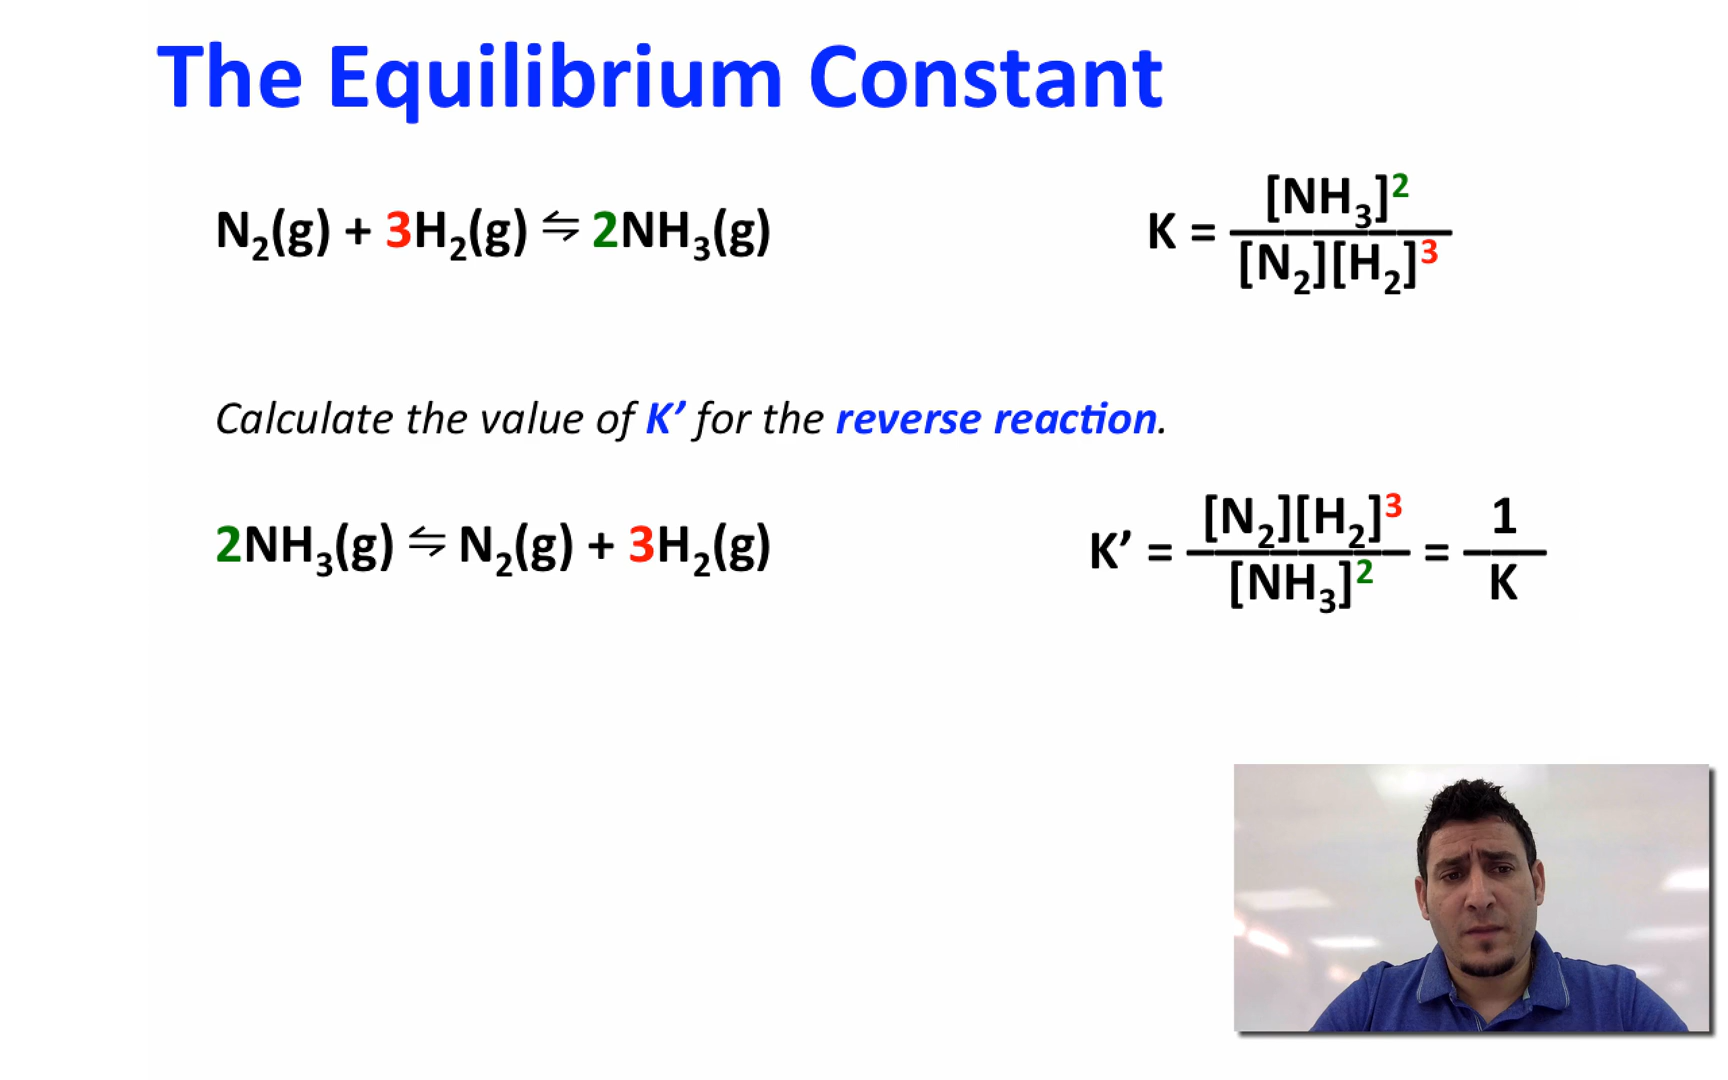 The Equilibrium Constant
N₂(g) + 3H₂(g) ⇋ 2NH₃(g)
K = [NH₃]² / [N₂][H₂]³
Calculate the value of K’ for the reverse reaction.
2NH₃(g) ⇋ N₂(g) + 3H₂(g)
K’ = [N₂][H₂]³ / [NH₃]² = 1 / K